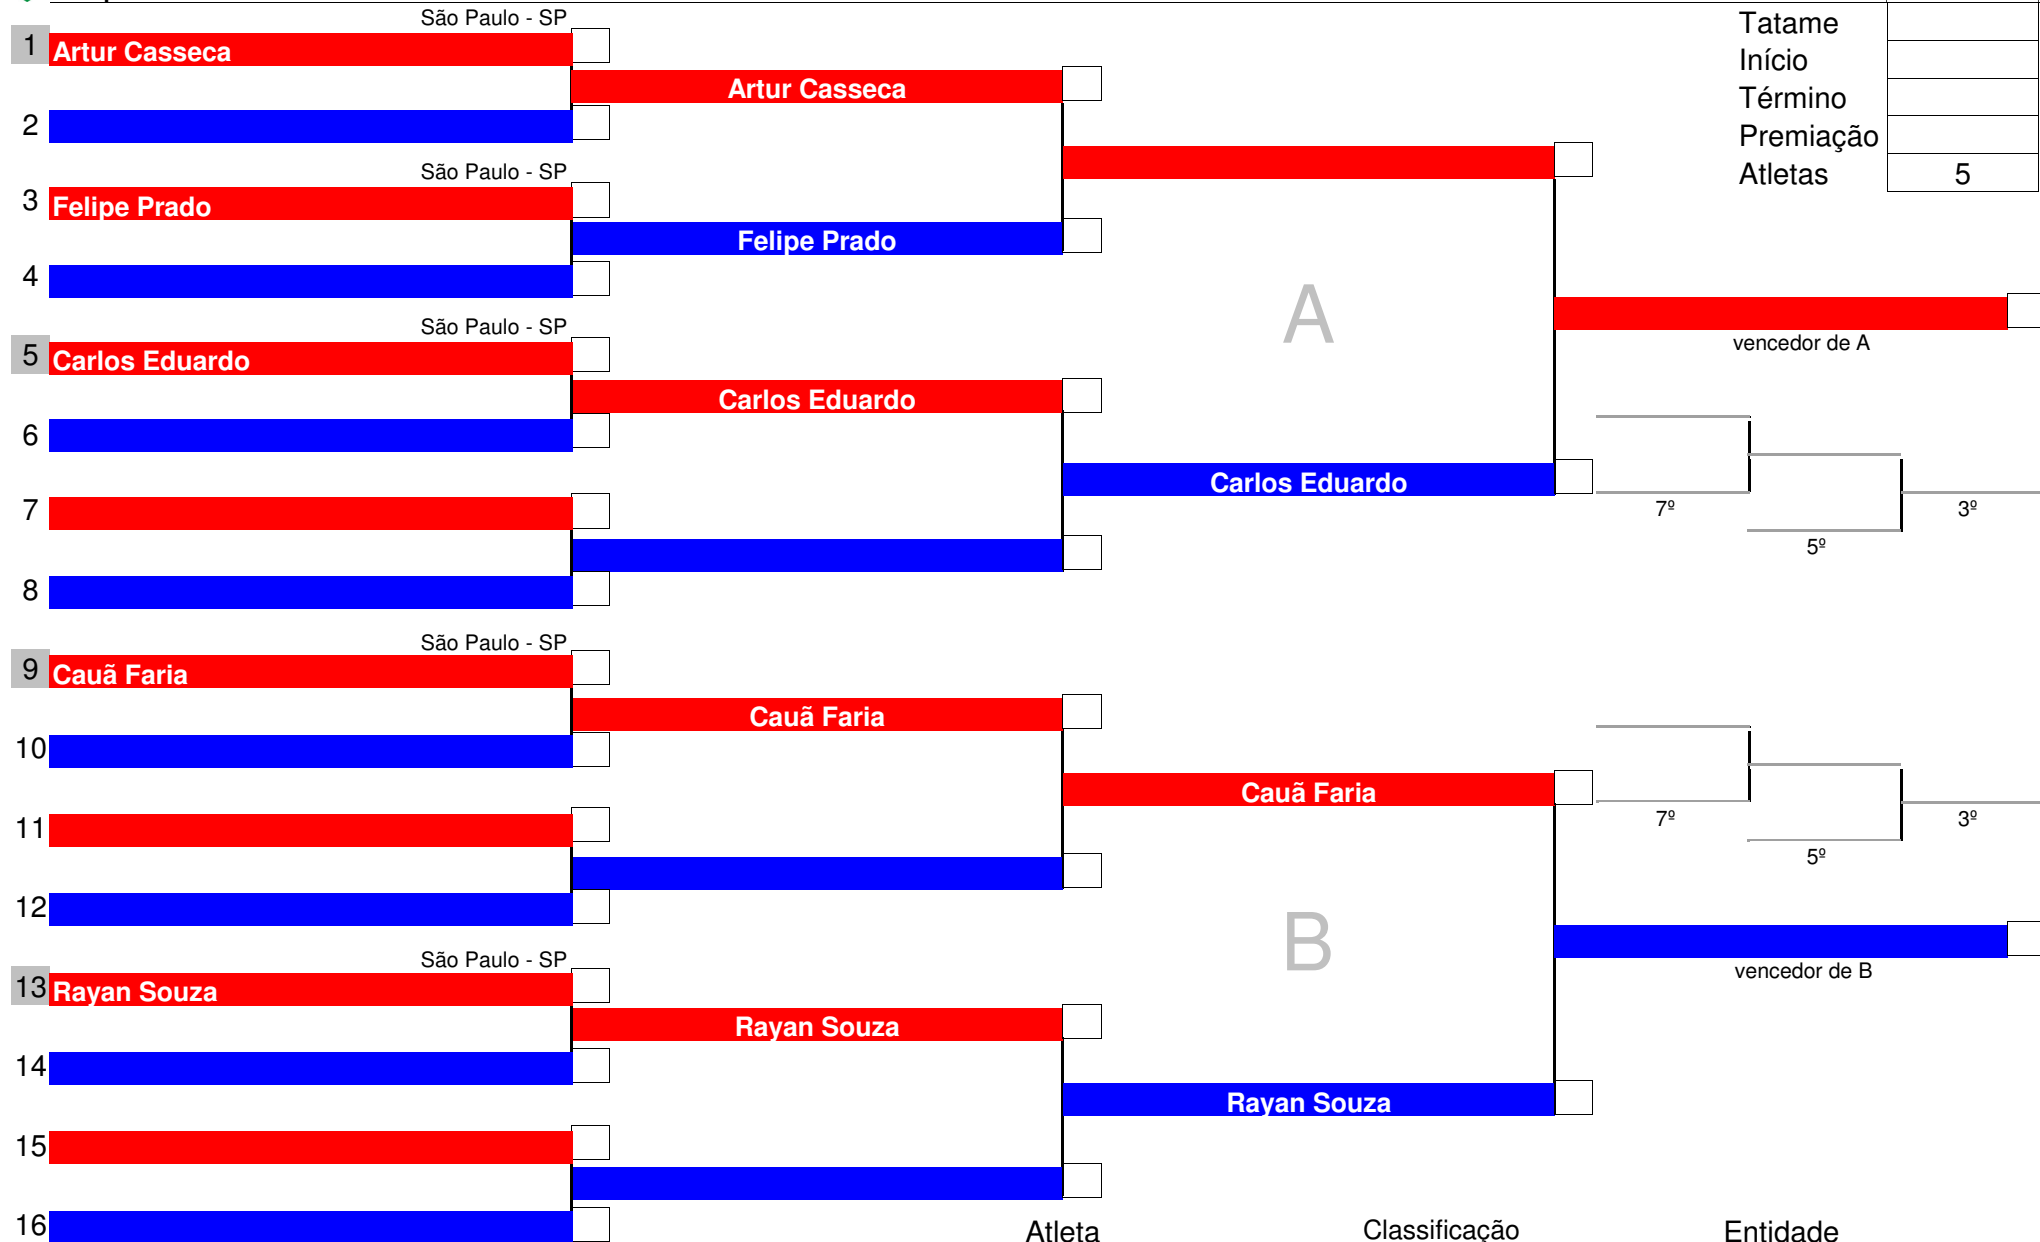 São Paulo - SP
1 Artur Casseca
Artur Casseca
2
São Paulo - SP
3 Felipe Prado
Felipe Prado
4
São Paulo - SP
5 Carlos Eduardo
Carlos Eduardo
6
Carlos Eduardo
7
8
A
Tatame
Início
Término
Premiação
Atletas 5
vencedor de A
7º
3º
5º
São Paulo - SP
9 Cauã Faria
Cauã Faria
10
Cauã Faria
11
12
B
São Paulo - SP
13 Rayan Souza
Rayan Souza
14
Rayan Souza
15
16
7º
3º
5º
vencedor de B
Atleta Classificação Entidade